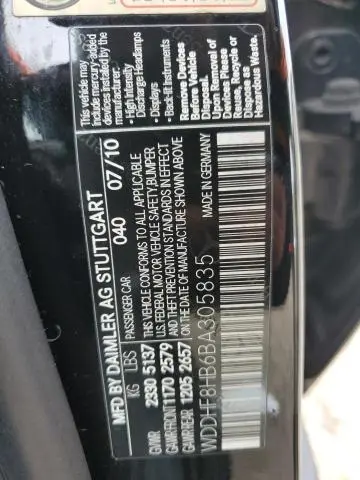 MFD BY DAIMLER AG STUTTGART 07/10
PASSENGER CAR 040
KG LBS
GVWR 2330 5137 THIS VEHICLE CONFORMS TO ALL APPLICABLE
GAWR FRONT 1170 2579 U.S. FEDERAL MOTOR VEHICLE SAFETY BUMPER
GAWR REAR 1205 2657 AND THEFT PREVENTION STANDARDS IN EFFECT
ON THE DATE OF MANUFACTURE SHOWN ABOVE
WDDHF8HB6BA305835 MADE IN GERMANY
This vehicle may
Include mercury-added
devices installed by the
manufacturer:
• High-Intensity
Discharge Headlamps
• Displays
• Back-lit instruments
Remove Devices
Before Vehicle
Disposal.
Upon Removal of
Devices, Please
Reuse, Recycle or
Dispose as
Hazardous Waste.